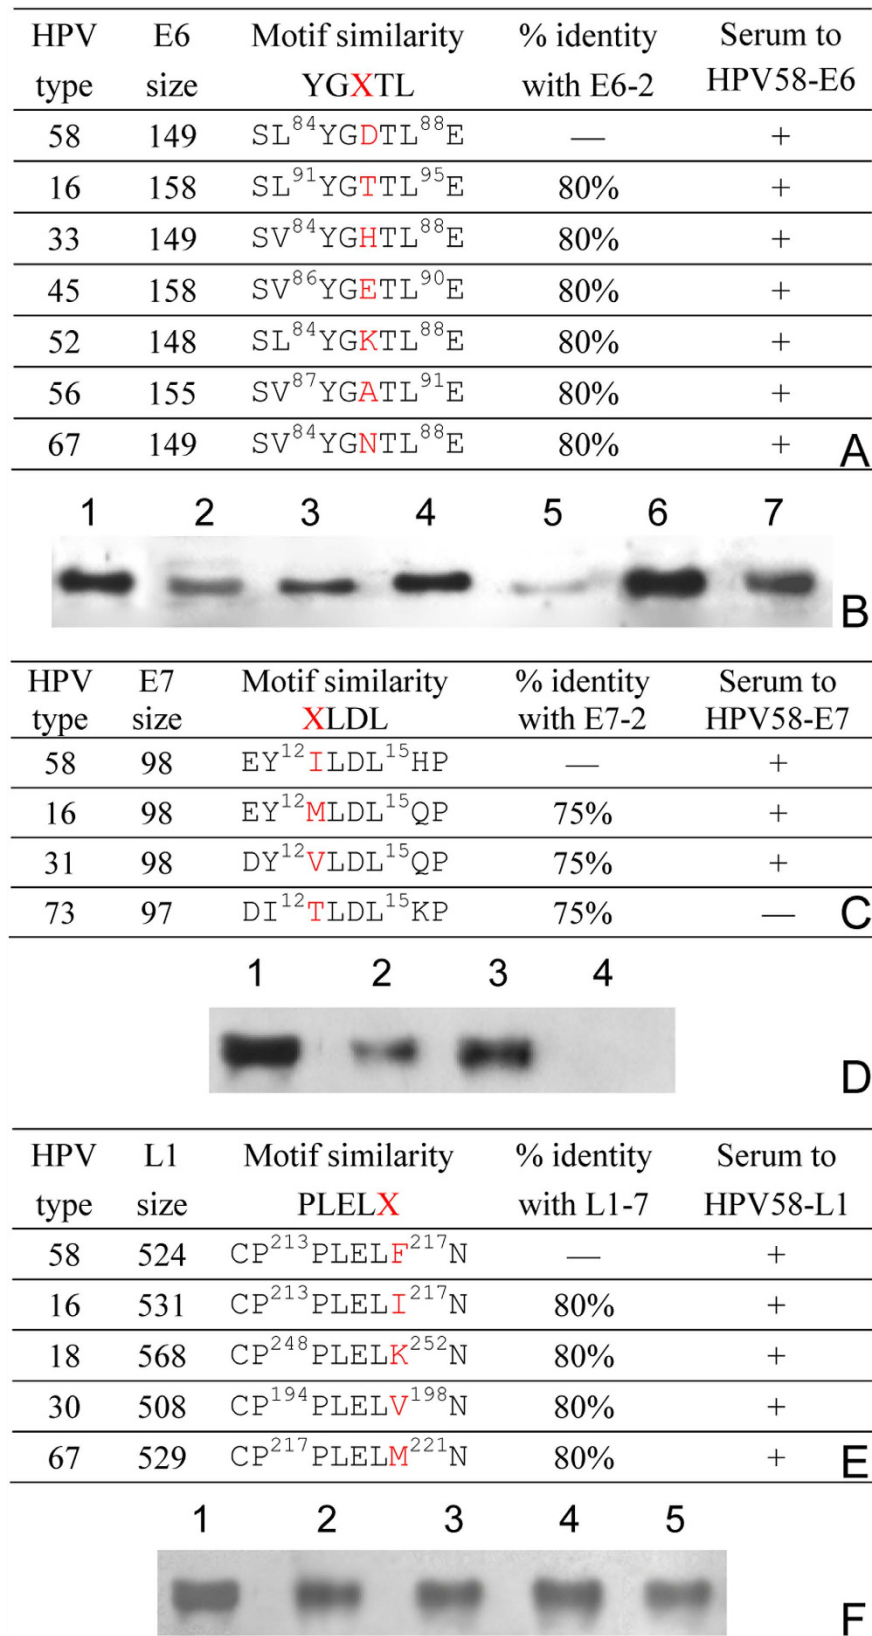 HPV E6 Motif similarity % identity Serum to
type size YGXTL with E6-2 HPV58-E6
58 149 SL⁸⁴YGDTL⁸⁸E — +
16 158 SL⁹¹YGTTL⁹⁵E 80% +
33 149 SV⁸⁴YGHTL⁸⁸E 80% +
45 158 SV⁸⁶YGETL⁹⁰E 80% +
52 148 SL⁸⁴YGKTL⁸⁸E 80% +
56 155 SV⁸⁷YGATL⁹¹E 80% +
67 149 SV⁸⁴YGNTL⁸⁸E 80% + A
1 2 3 4 5 6 7
B
HPV E7 Motif similarity % identity Serum to
type size XLDL with E7-2 HPV58-E7
58 98 EY¹²ILDL¹⁵HP — +
16 98 EY¹²MLDL¹⁵QP 75% +
31 98 DY¹²VLDL¹⁵QP 75% +
73 97 DI¹²TLDL¹⁵KP 75% — C
1 2 3 4
D
HPV L1 Motif similarity % identity Serum to
type size PLELX with L1-7 HPV58-L1
58 524 CP²¹³PLELF²¹⁷N — +
16 531 CP²¹³PLELI²¹⁷N 80% +
18 568 CP²⁴⁸PLELK²⁵²N 80% +
30 508 CP¹⁹⁴PLELV¹⁹⁸N 80% +
67 529 CP²¹⁷PLELM²²¹N 80% + E
1 2 3 4 5
F